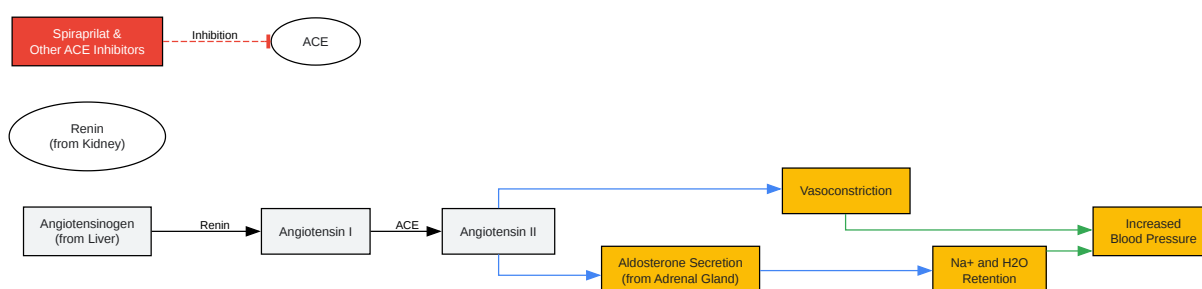 Spiraprilat &
Other ACE Inhibitors
Inhibition
ACE
Renin
(from Kidney)
Angiotensinogen
(from Liver)
Renin
Angiotensin I
ACE
Angiotensin II
Vasoconstriction
Aldosterone Secretion
(from Adrenal Gland)
Na+ and H2O
Retention
Increased
Blood Pressure